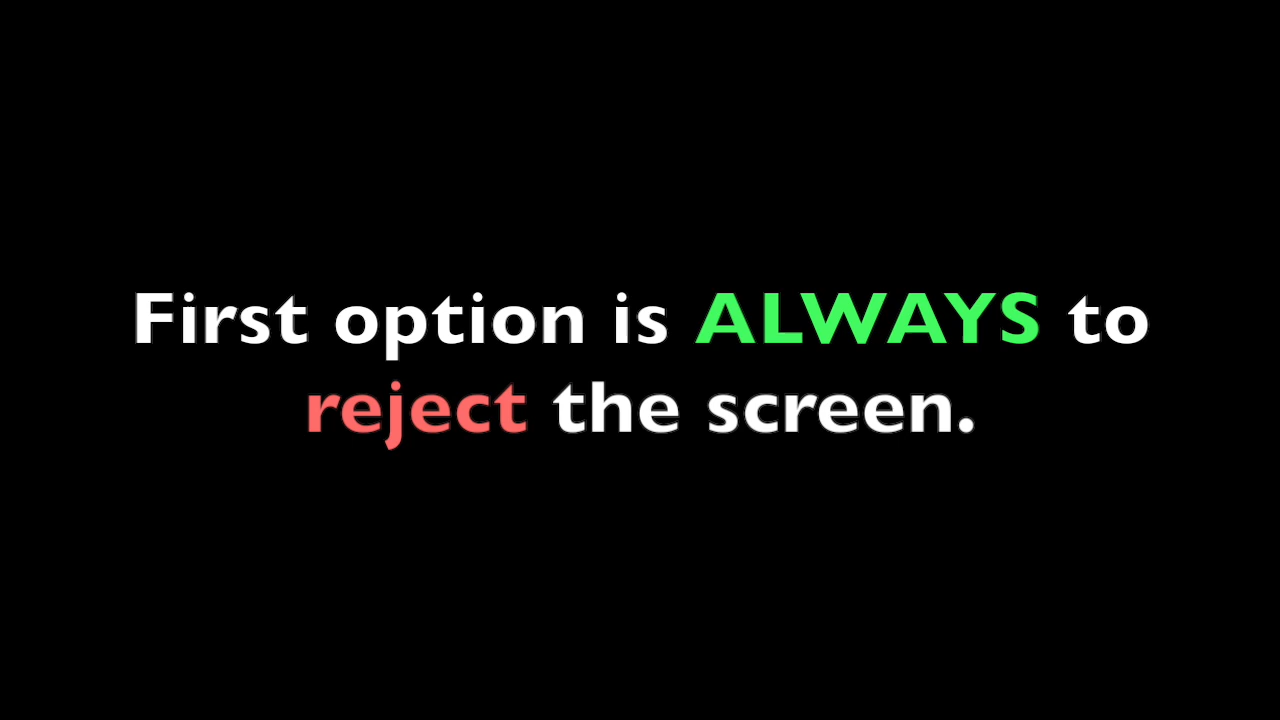 First option is ALWAYS to
reject the screen.